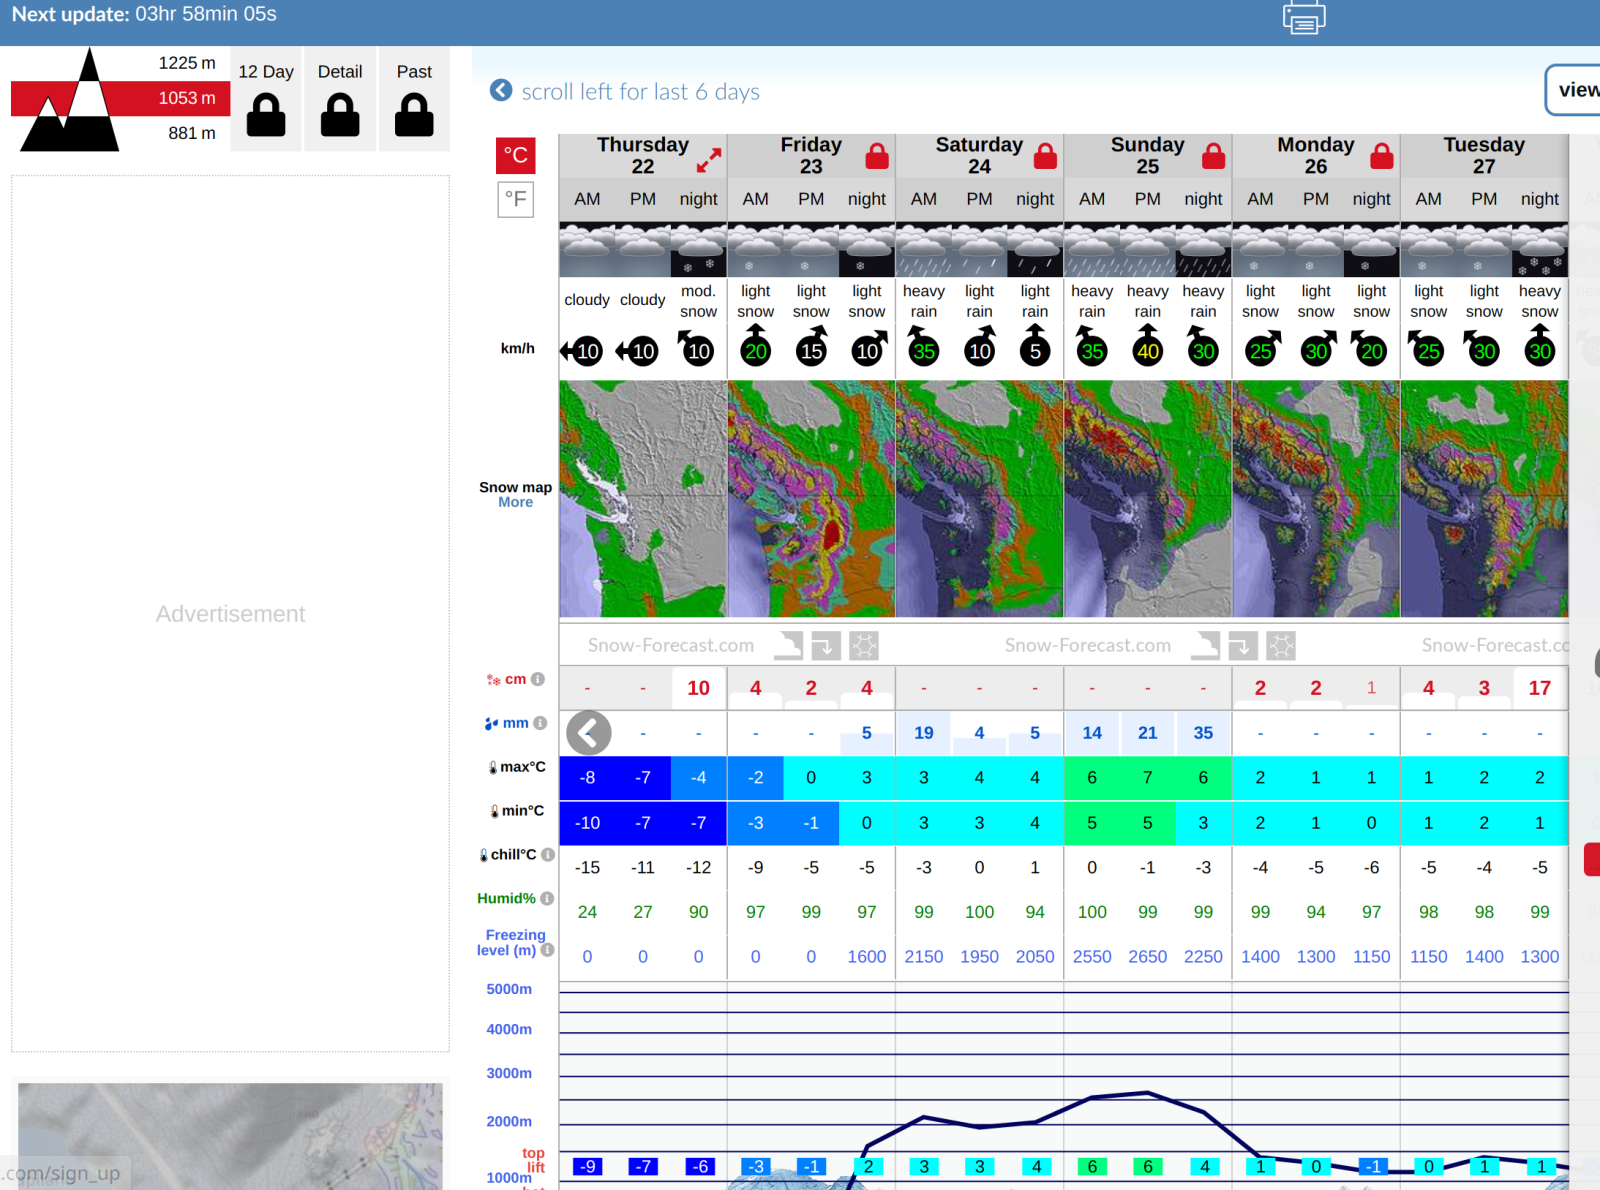 Next update: 03hr 58min 05s
1225 m
1053 m
881 m
12 Day
Detail
Past
scroll left for last 6 days
view
°C
°F
Thursday Friday Saturday Sunday Monday Tuesday
22 23 24 25 26 27
AM PM night AM PM night AM PM night AM PM night AM PM night AM PM night
cloudy cloudy mod. snow light snow light snow light snow heavy rain light rain light rain heavy rain heavy rain heavy rain light snow light snow light snow light snow light snow heavy snow
km/h 10 10 10 20 15 10 35 10 5 35 40 30 25 30 20 25 30 30
Snow map
More
Advertisement
Snow-Forecast.com Snow-Forecast.com Snow-Forecast.cc
cm - - 10 4 2 4 - - - - - - 2 2 1 4 3 17
mm - - - - 5 19 4 5 14 21 35 - - - - - -
max°C -8 -7 -4 -2 0 3 3 4 4 6 7 6 2 1 1 1 2 2
min°C -10 -7 -7 -3 -1 0 3 3 4 5 5 3 2 1 0 1 2 1
chill°C -15 -11 -12 -9 -5 -5 -3 0 1 0 -1 -3 -4 -5 -6 -5 -4 -5
Humid% 24 27 90 97 99 97 99 100 94 100 99 99 99 94 97 98 98 99
Freezing
level (m) 0 0 0 0 0 1600 2150 1950 2050 2550 2650 2250 1400 1300 1150 1150 1400 1300
5000m
4000m
3000m
2000m
top
lift -9 -7 -6 -3 -1 2 3 3 4 6 6 4 1 0 -1 0 1 1
1000m
.com/sign_up